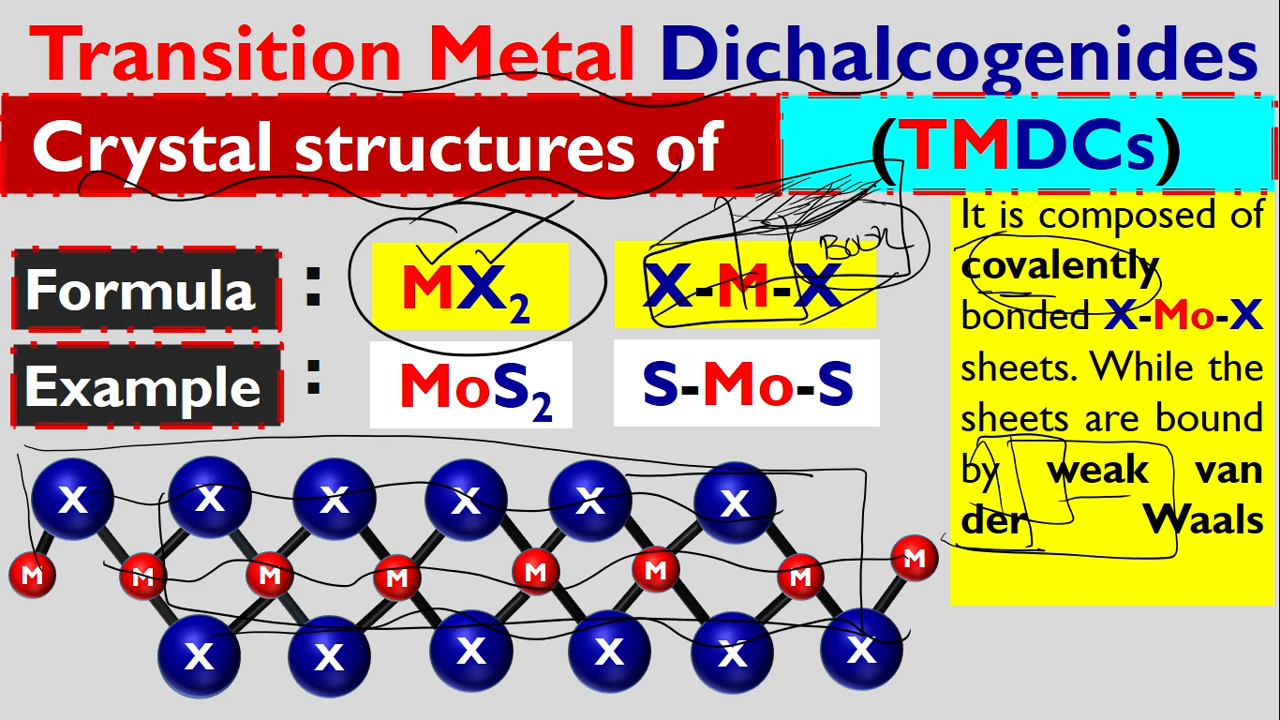 Transition Metal Dichalcogenides
Crystal structures of (TMDCs)
Formula : MX₂ X-M-X
Example : MoS₂ S-Mo-S
It is composed of
covalently
bonded X-Mo-X
sheets. While the
sheets are bound
by weak van
der Waals
X X X X X X
M M M M M M M M
X X X X X X